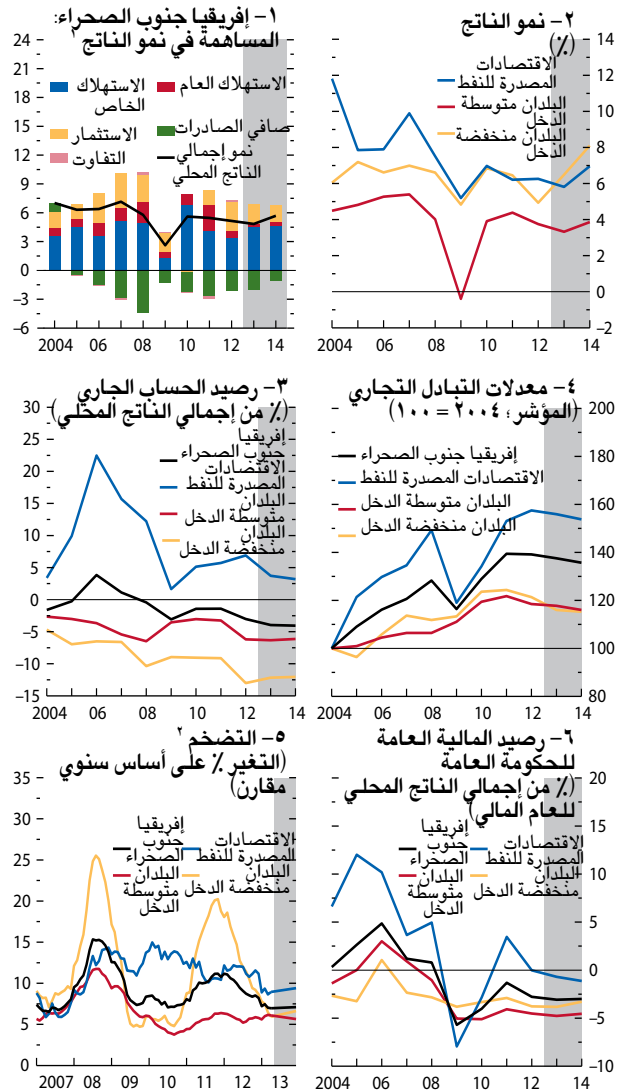 ١- إفريقيا جنوب الصحراء:
المساهمة في نمو الناتج ١
24
21
18
15
12
9
6
3
0
–3
–6
الاستهلاك العام
الاستهلاك الخاص
صافي الصادرات
الاستثمار
نمو إجمالي الناتج المحلي
التفاوت
2004 06 08 10 12 14
٢- نمو الناتج
(٪)
14
12
10
8
6
4
2
0
–2
الاقتصادات
المصدرة للنفط
البلدان متوسطة
الدخل
البلدان منخفضة
الدخل
2004 06 08 10 12 14
٣- رصيد الحساب الجاري
(٪ من إجمالي الناتج المحلي)
30
25
20
15
10
5
0
–5
–10
–15
إفريقيا
جنوب الصحراء
الاقتصادات
المصدرة للنفط
البلدان
متوسطة الدخل
البلدان
منخفضة الدخل
2004 06 08 10 12 14
٤- معدلات التبادل التجاري
(المؤشر؛ ٢٠٠٤ = ١٠٠)
200
180
160
140
120
100
80
إفريقيا جنوب الصحراء
الاقتصادات المصدرة للنفط
البلدان متوسطة الدخل
البلدان منخفضة الدخل
2004 06 08 10 12 14
٥- التضخم ٢
(التغير ٪ على أساس سنوي
مقارن)
35
30
25
20
15
10
5
0
إفريقيا
جنوب
الصحراء
البلدان
متوسطة
الدخل
الاقتصادات
المصدرة للنفط
البلدان
منخفضة الدخل
2007 08 09 10 11 12 13
٦- رصيد المالية العامة
للحكومة العامة
(٪ من إجمالي الناتج المحلي
للعام المالي)
20
15
10
5
0
–5
–10
إفريقيا
جنوب
الصحراء
البلدان
متوسطة
الدخل
الاقتصادات
المصدرة للنفط
البلدان
منخفضة الدخل
2004 06 08 10 12 14